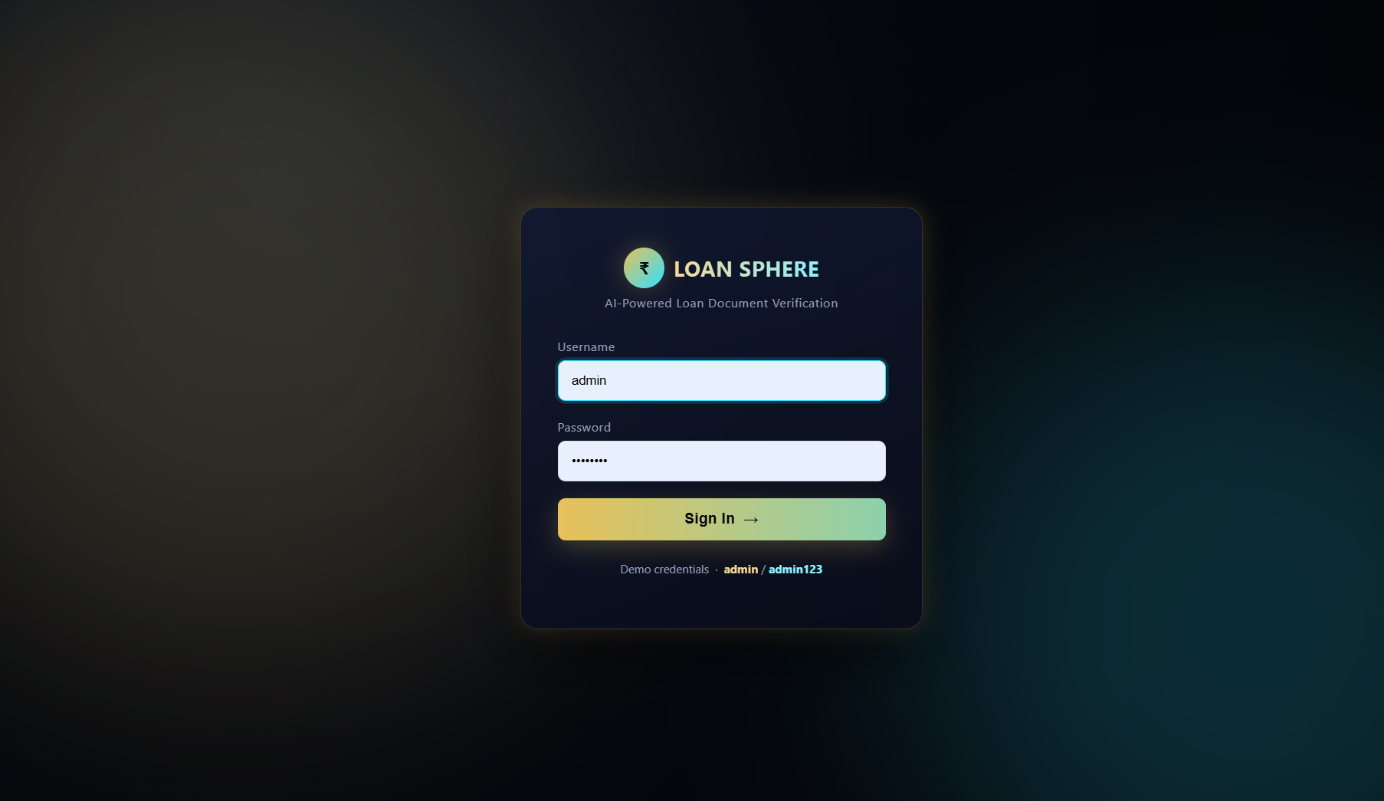 ₹ LOAN SPHERE
AI-Powered Loan Document Verification
Username
admin
Password
••••••••
Sign In →
Demo credentials · admin / admin123